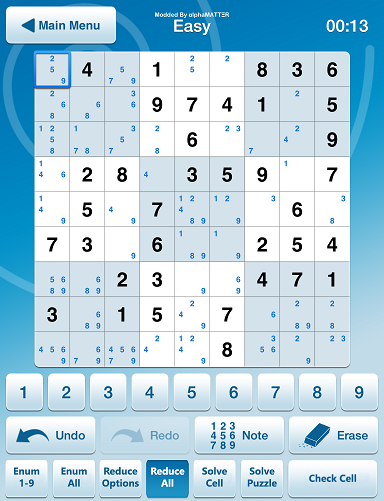 Main Menu
Modded By alphaMATTER
Easy
00:13
2 5 9 4 5 7 9 1 2 5 2 8 3 6
2 6 8 6 8 3 6 9 7 4 1 2 5
1 2 5 8 1 7 8 5 3 7 2 8 6 2 3 7 2 4 9
1 4 6 2 8 4 3 5 9 1 7
1 4 9 5 4 9 7 1 2 4 8 9 1 2 8 9 3 6 3 8
7 3 9 6 1 8 9 1 9 2 5 4
5 6 8 9 6 8 9 2 3 9 6 9 4 7 1
3 6 8 9 1 5 2 4 9 7 6 2 8 9 2 8
4 5 6 9 6 7 9 4 5 6 7 9 2 4 1 2 4 9 8 3 5 6 2 9 2 3
1 2 3 4 5 6 7 8 9
Undo Redo 1 2 3 4 5 6 7 8 9 Note Erase
Enum 1-9 Enum All Reduce Options Reduce All Solve Cell Solve Puzzle Check Cell